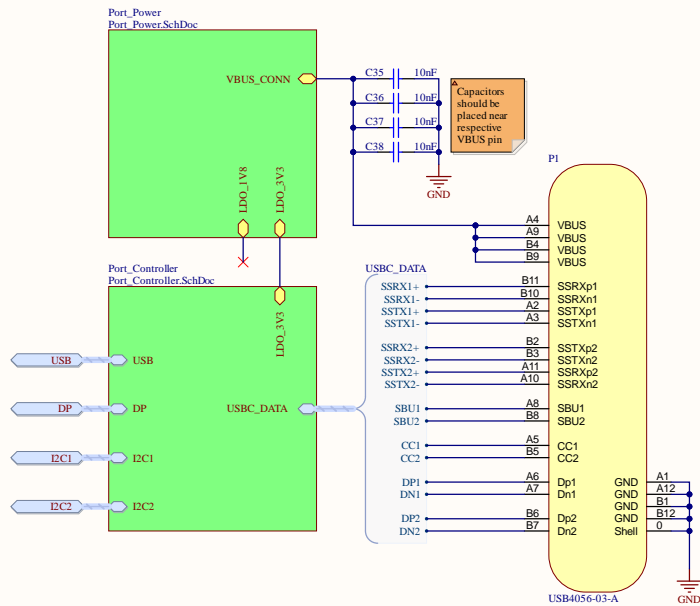 Port_Power
Port_Power.SchDoc
VBUS_CONN
LDO_1V8
LDO_3V3
C35 10nF
C36 10nF
C37 10nF
C38 10nF
Capacitors
should be
placed near
respective
VBUS pin
GND
P1
A4 VBUS
A9 VBUS
B4 VBUS
B9 VBUS
Port_Controller
Port_Controller.SchDoc
LDO_3V3
USB USB
DP DP
I2C1 I2C1
I2C2 I2C2
USBC_DATA
USBC_DATA
SSRX1+ B11 SSRXp1
SSRX1- B10 SSRXn1
SSTX1+ A2 SSTXp1
SSTX1- A3 SSTXn1
SSRX2+ B2 SSTXp2
SSRX2- B3 SSTXn2
SSTX2+ A11 SSRXp2
SSTX2- A10 SSRXn2
SBU1 A8 SBU1
SBU2 B8 SBU2
CC1 A5 CC1
CC2 B5 CC2
DP1 A6 Dp1
DN1 A7 Dn1
DP2 B6 Dp2
DN2 B7 Dn2
GND A1
GND A12
GND B1
GND B12
Shell 0
GND
USB4056-03-A